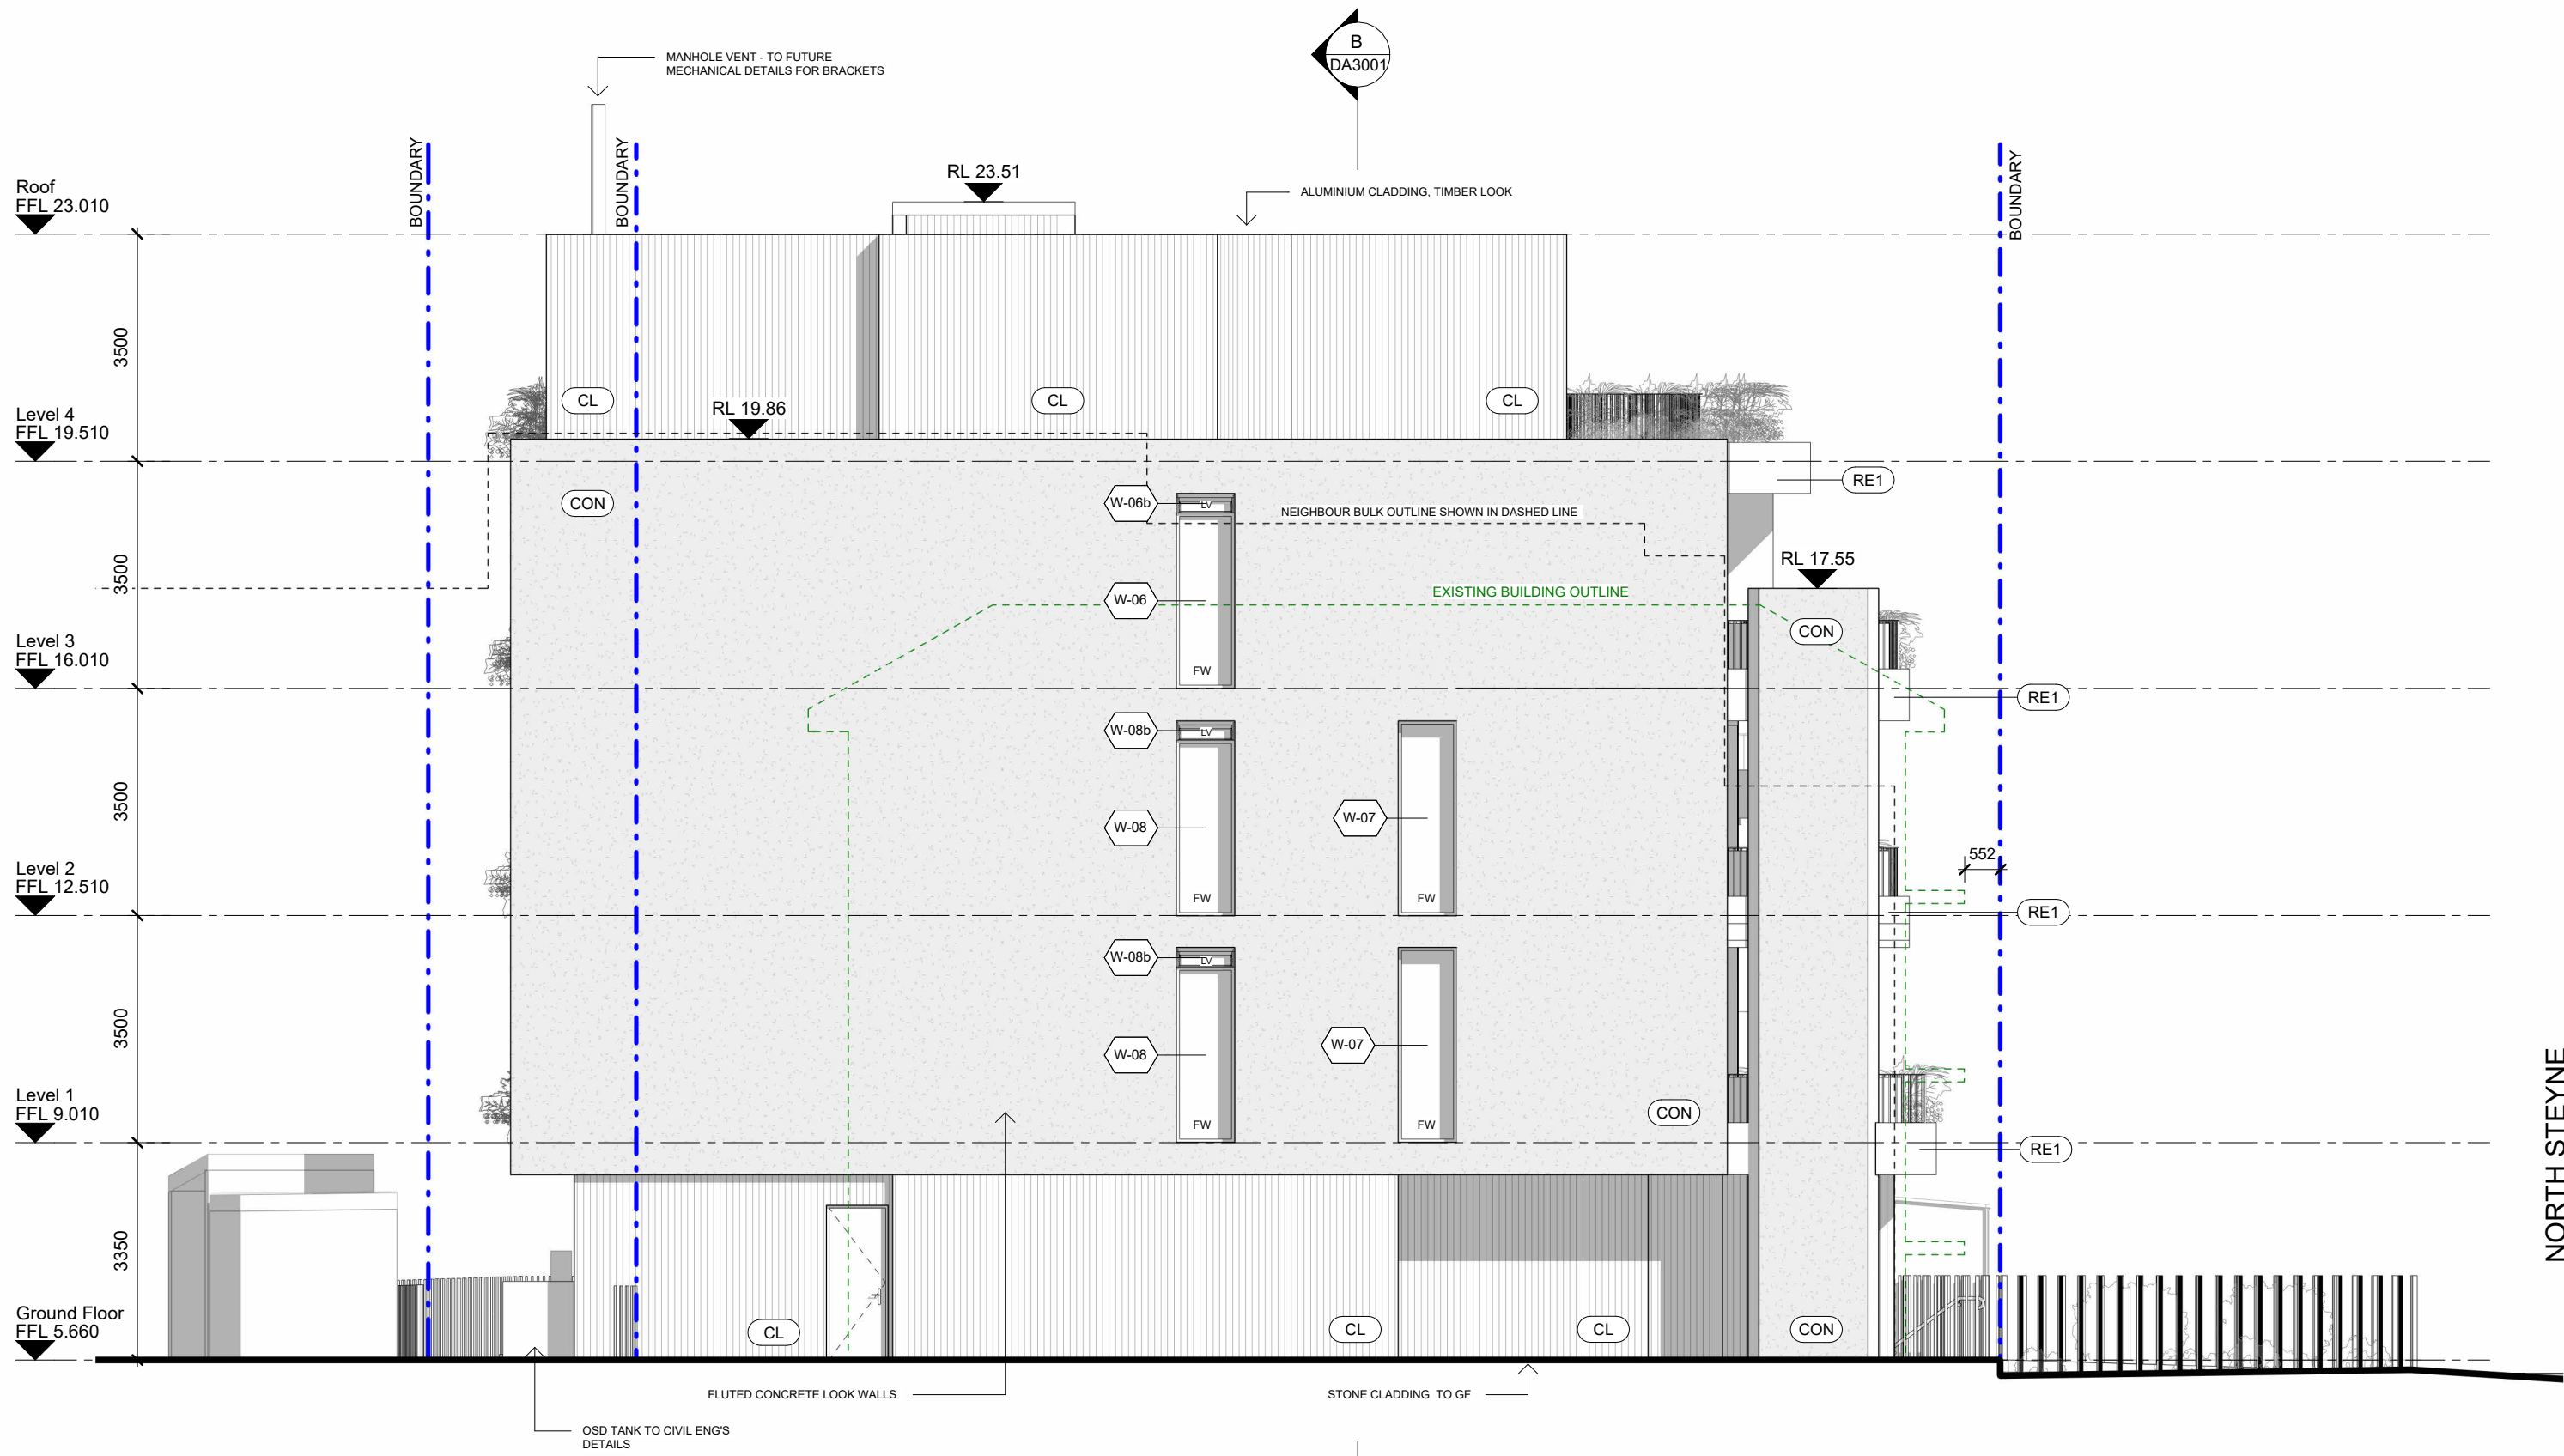 B
DA3001
MANHOLE VENT - TO FUTURE
MECHANICAL DETAILS FOR BRACKETS
BOUNDARY
BOUNDARY
BOUNDARY
RL 23.51
ALUMINIUM CLADDING, TIMBER LOOK
Roof
FFL 23.010
3500
CL
CL
CL
RL 19.86
Level 4
FFL 19.510
CON
W-06b
LV
RE1
NEIGHBOUR BULK OUTLINE SHOWN IN DASHED LINE
3500
RL 17.55
EXISTING BUILDING OUTLINE
W-06
CON
Level 3
FFL 16.010
FW
RE1
W-08b
LV
3500
W-08
W-07
552
Level 2
FFL 12.510
FW
FW
RE1
W-08b
LV
3500
W-08
W-07
Level 1
FFL 9.010
FW
FW
CON
RE1
NORTH STEYNE
3350
Ground Floor
FFL 5.660
CL
CL
CL
CON
FLUTED CONCRETE LOOK WALLS
STONE CLADDING TO GF
OSD TANK TO CIVIL ENG'S
DETAILS